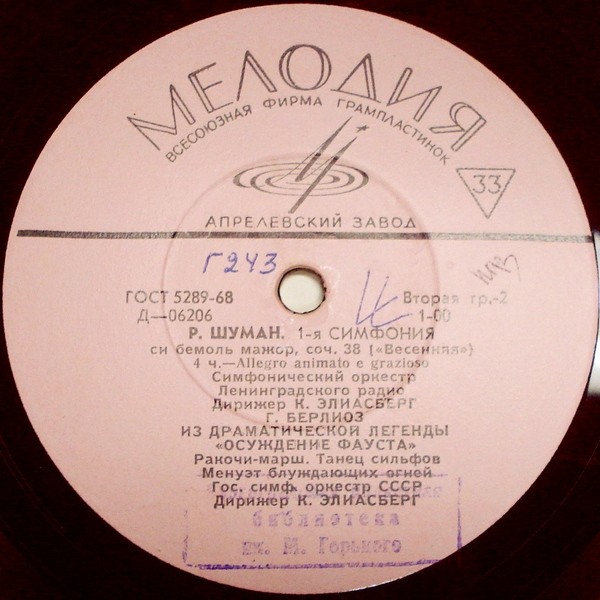 МЕЛОДИЯ
ВСЕСОЮЗНАЯ ФИРМА ГРАМПЛАСТИНОК
33
АПРЕЛЕВСКИЙ ЗАВОД
Г243
ГОСТ 5289-68 Вторая гр.-2
Д—06206 1-00
Р. ШУМАН. 1-я СИМФОНИЯ
си бемоль мажор, соч. 38 («Весенняя»)
4 ч.—Allegro animato e grazioso
Симфонический оркестр
Ленинградского радио
Дирижер К. ЭЛИАСБЕРГ
Г. БЕРЛИОЗ
ИЗ ДРАМАТИЧЕСКОЙ ЛЕГЕНДЫ
«ОСУЖДЕНИЕ ФАУСТА»
Ракочи-марш. Танец сильфов
Менуэт блуждающих огней
Гос. симф. оркестр СССР
Дирижер К. ЭЛИАСБЕРГ
библиотека
им. М. Горького